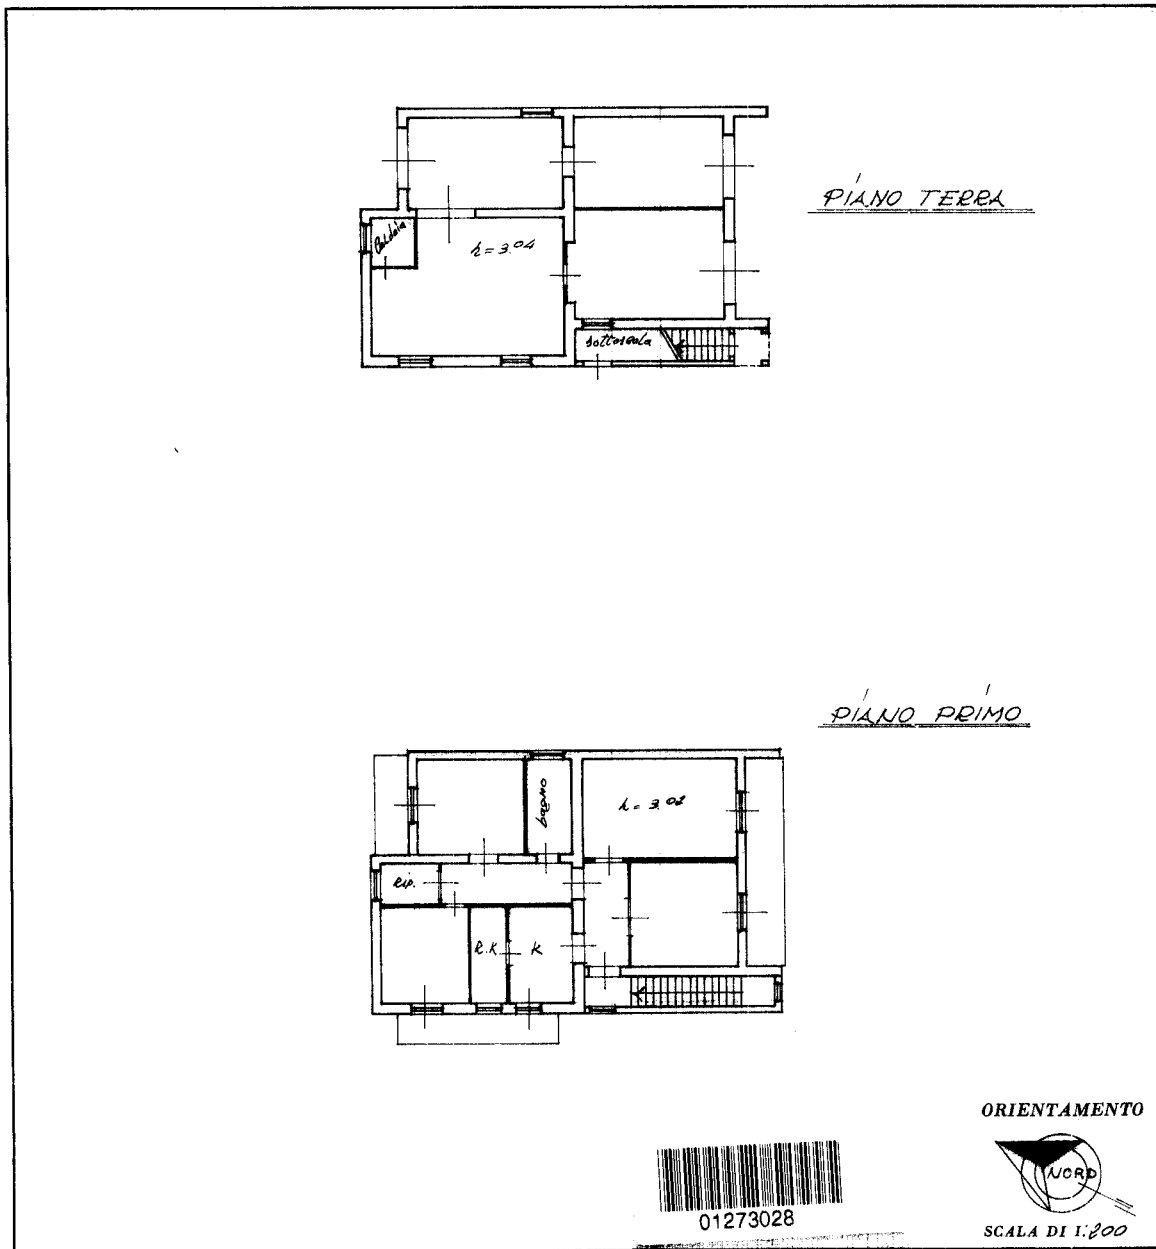 PIANO TERRA
Caldaia
h = 3.04
sottoscala
PIANO PRIMO
bagno
h = 3.02
Rip.
R.K
K
ORIENTAMENTO
NORD
01273028
SCALA DI 1:200